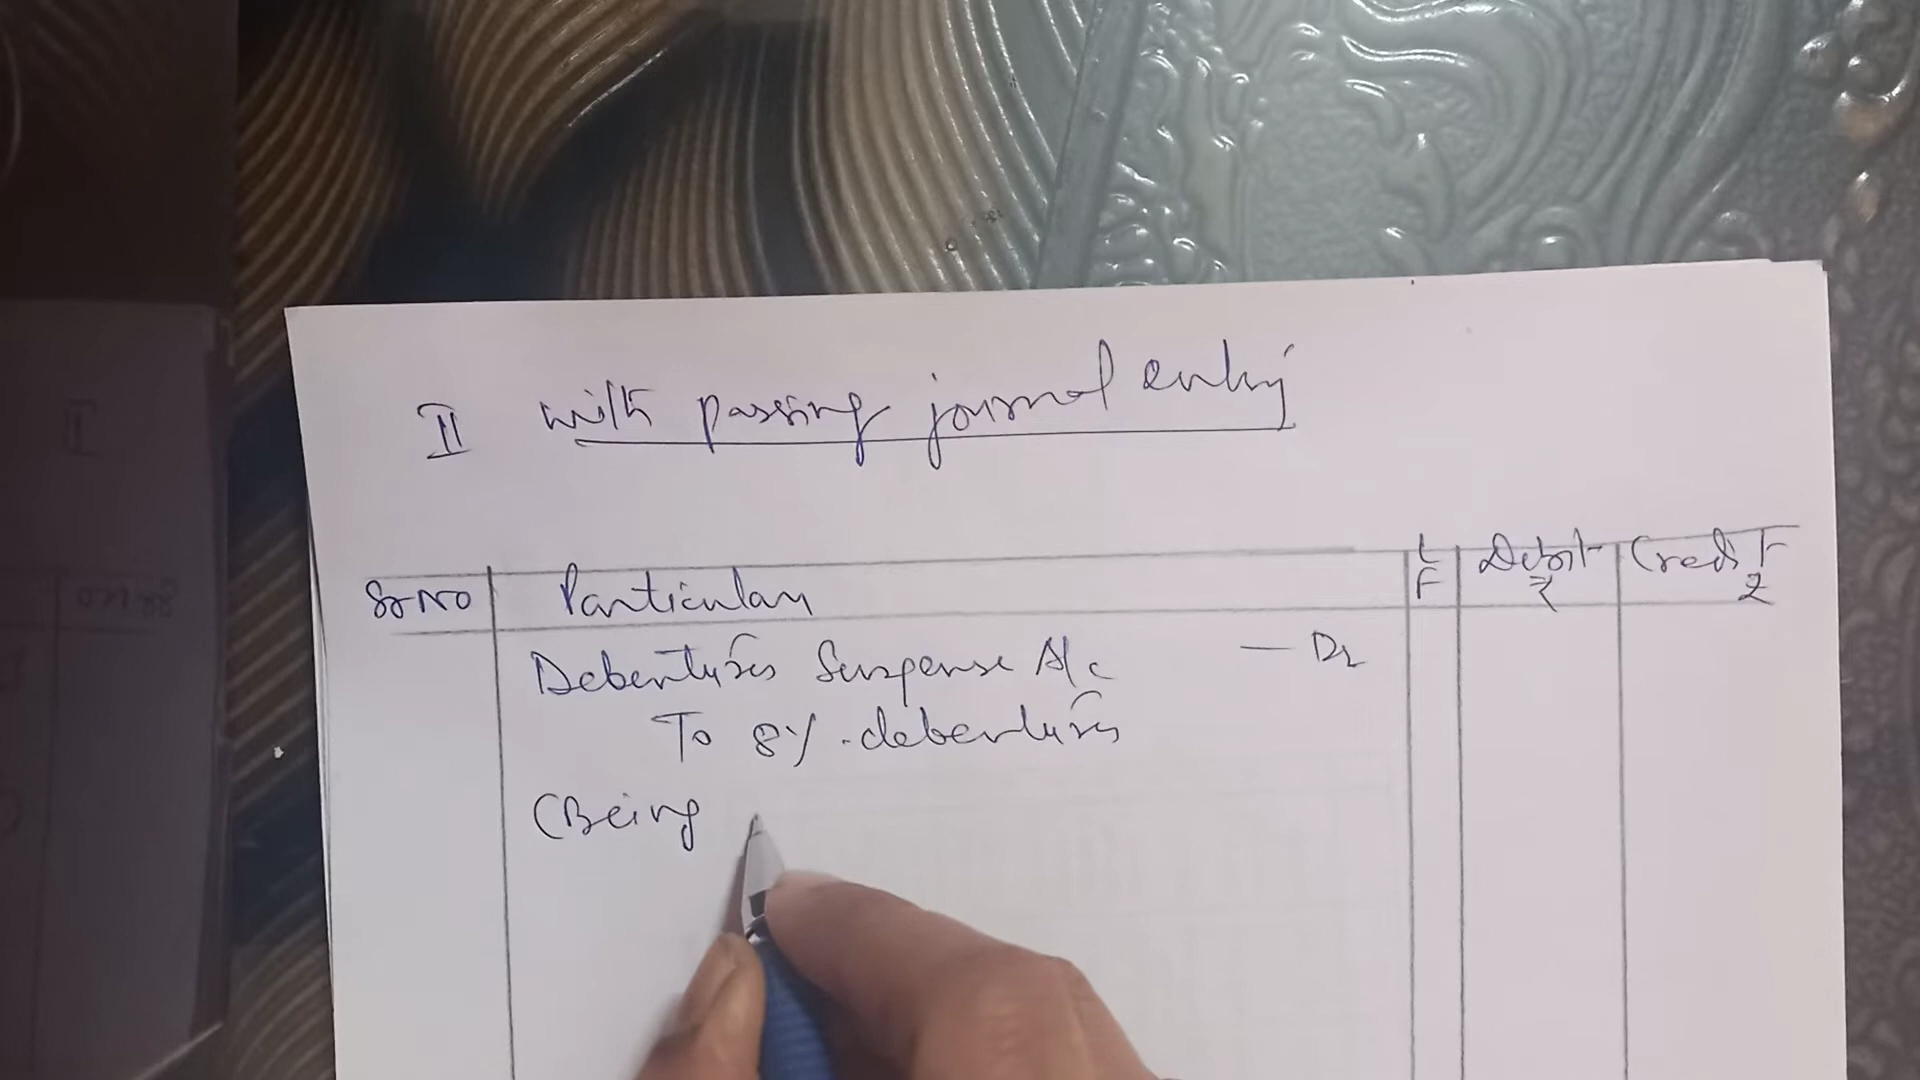 II with passing journal entry
Sr No Particulars L F Debit ₹ Credit ₹
Debentures Suspense A/c — Dr
To 8% debentures
(Being